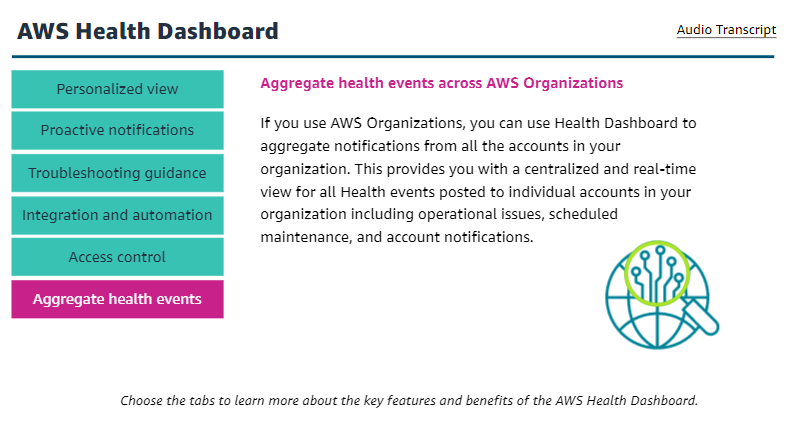 AWS Health Dashboard
Audio Transcript
Personalized view
Proactive notifications
Troubleshooting guidance
Integration and automation
Access control
Aggregate health events
Aggregate health events across AWS Organizations
If you use AWS Organizations, you can use Health Dashboard to
aggregate notifications from all the accounts in your
organization. This provides you with a centralized and real-time
view for all Health events posted to individual accounts in your
organization including operational issues, scheduled
maintenance, and account notifications.
Choose the tabs to learn more about the key features and benefits of the AWS Health Dashboard.